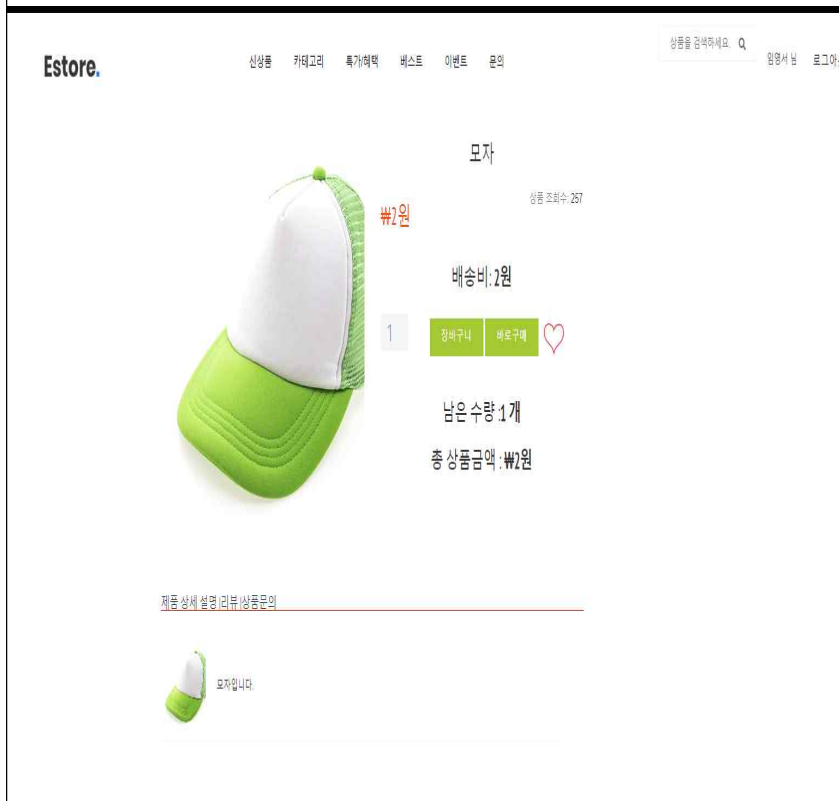 Estore.
신상품 카테고리 특가/혜택 베스트 이벤트 문의
상품을 검색하세요.
임영서 님 로그아
모자
상품 조회수: 257
₩2원
배송비: 2원
1 장바구니 바로구매
남은 수량 :1 개
총 상품금액 : ₩2원
제품 상세 설명 |리뷰 |상품문의
모자입니다.